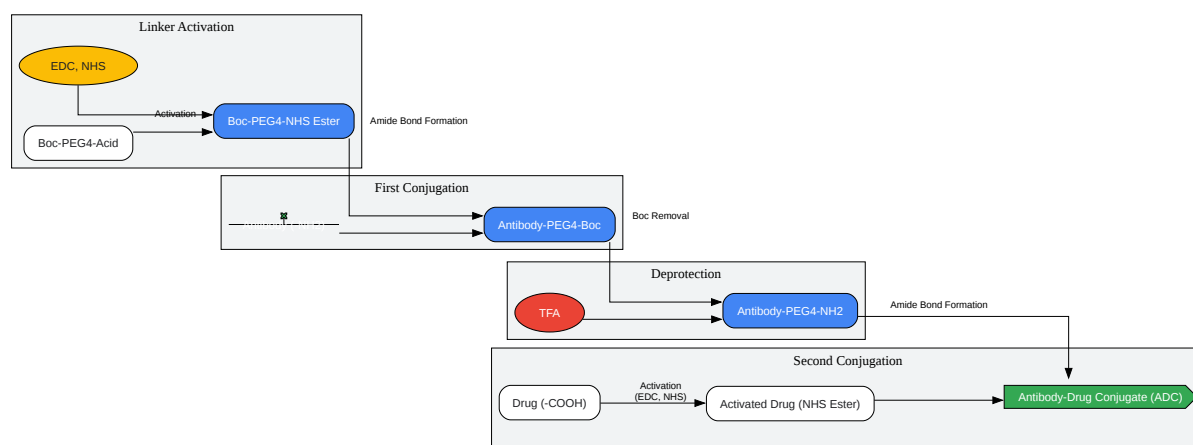 Linker Activation
EDC, NHS
Activation
Boc-PEG4-NHS Ester
Amide Bond Formation
Boc-PEG4-Acid
First Conjugation
Antibody-PEG4-Boc
Boc Removal
Deprotection
TFA
Antibody-PEG4-NH2
Amide Bond Formation
Second Conjugation
Drug (-COOH)
Activation
(EDC, NHS)
Activated Drug (NHS Ester)
Antibody-Drug Conjugate (ADC)